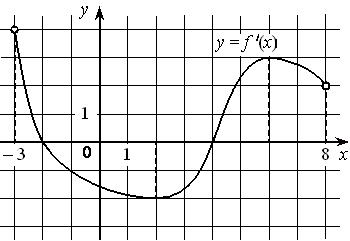 y
y = f '(x)
1
−3 0 1 8 x